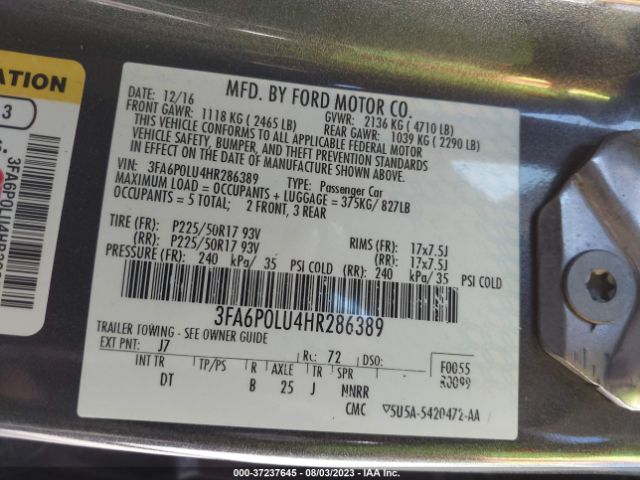 ATION
3
MFD. BY FORD MOTOR CO.
DATE: 12/16
GVWR: 2136 KG ( 4710 LB)
FRONT GAWR: 1118 KG ( 2465 LB)
REAR GAWR: 1039 KG ( 2290 LB)
THIS VEHICLE CONFORMS TO ALL APPLICABLE FEDERAL MOTOR
VEHICLE SAFETY, BUMPER, AND THEFT PREVENTION STANDARDS
IN EFFECT ON THE DATE OF MANUFACTURE SHOWN ABOVE.
VIN: 3FA6P0LU4HR286389 TYPE: Passenger Car
MAXIMUM LOAD = OCCUPANTS + LUGGAGE = 375KG/ 827LB
OCCUPANTS = 5 TOTAL; 2 FRONT, 3 REAR
TIRE (FR): P225/50R17 93V RIMS (FR): 17x7.5J
(RR): P225/50R17 93V (RR): 17x7.5J
PRESSURE (FR): 240 kPa/ 35 PSI COLD (RR): 240 kPa/ 35 PSI COLD
3FA6P0LU4HR286389
TRAILER TOWING - SEE OWNER GUIDE
EXT PNT: J7 RC: 72 DSO: F0055
R0099
INT TR TP/PS R AXLE TR SPR
DT B 25 J NNRR
CMC ▽5U5A-5420472-AA
000-37237645 - 08/03/2023 - IAA Inc.